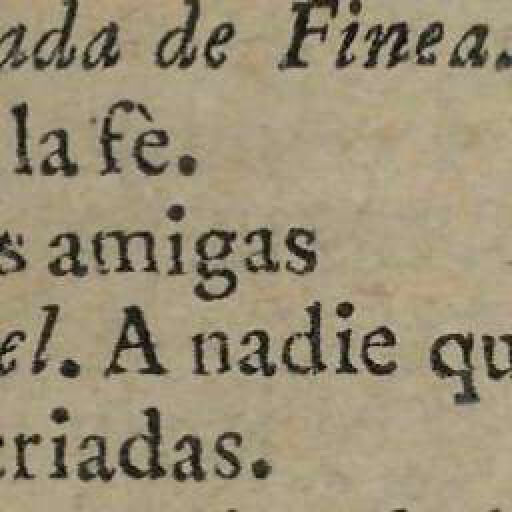 ada de Finea.
la fè.
s amigas
el. A nadie qu
criadas.